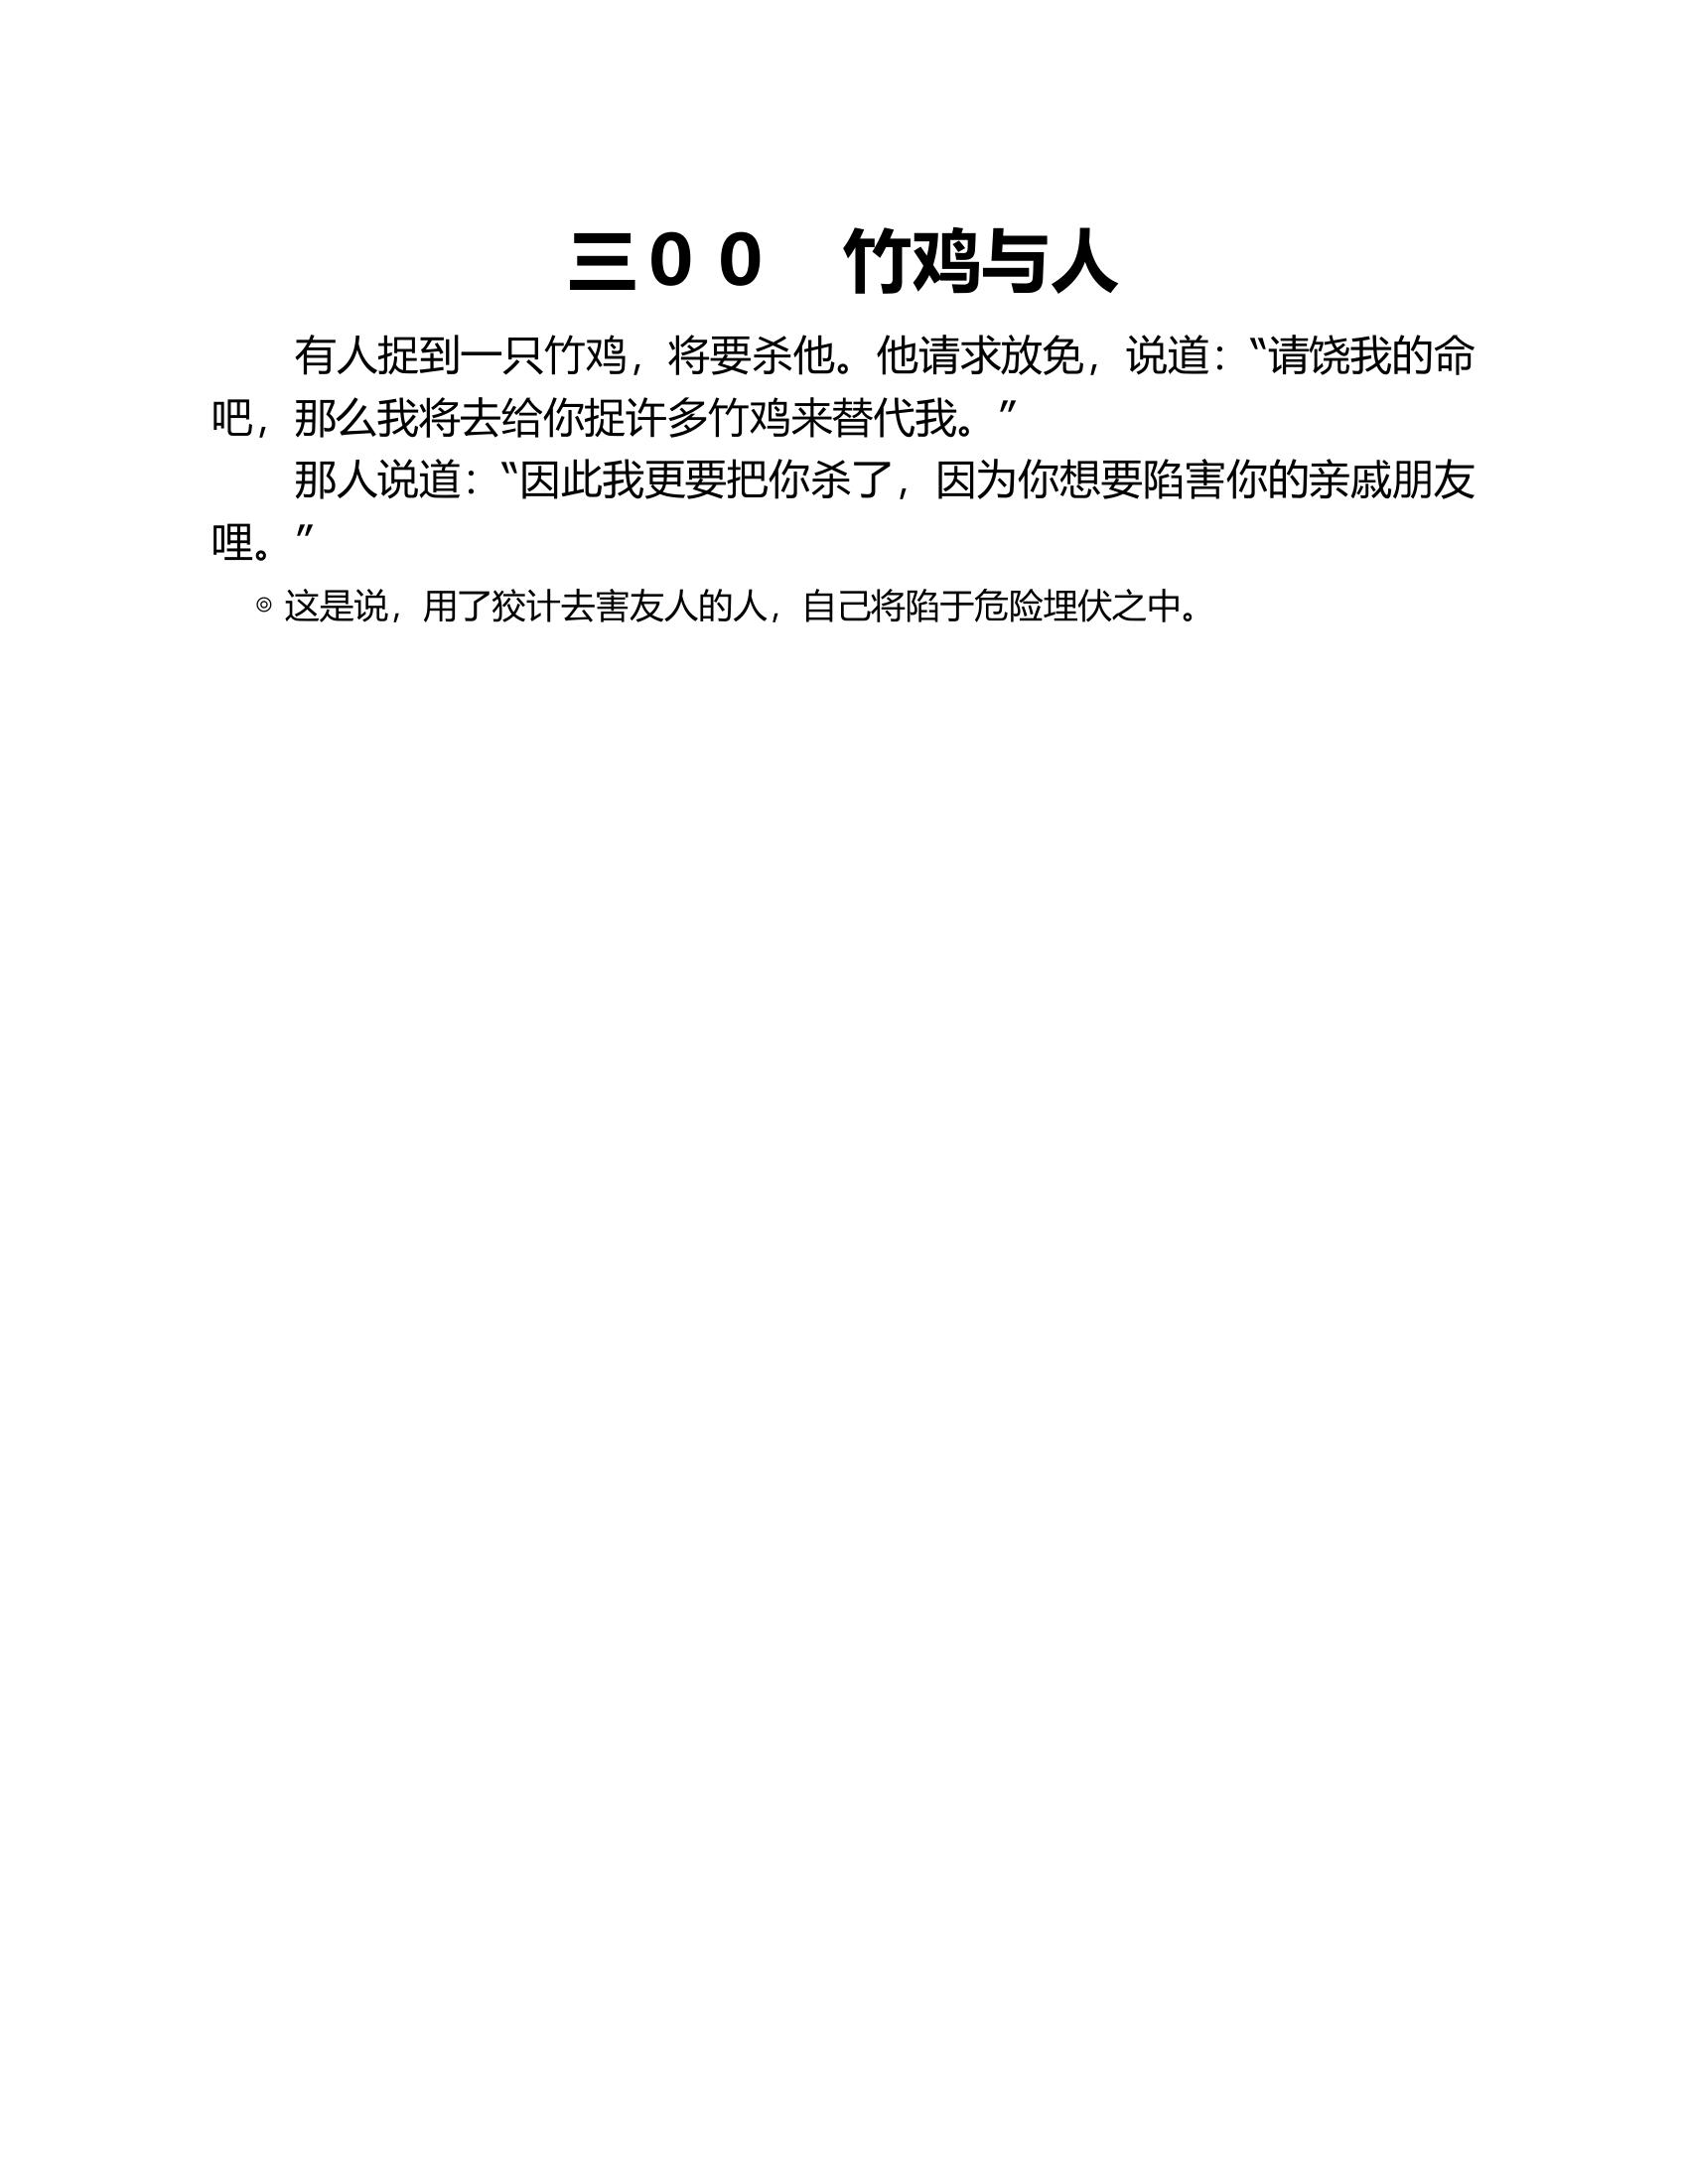 三００　竹鸡与人
有人捉到一只竹鸡，将要杀他。他请求放免，说道：“请饶我的命
吧，那么我将去给你捉许多竹鸡来替代我。”
那人说道：“因此我更要把你杀了，因为你想要陷害你的亲戚朋友
哩。”
◎ 这是说，用了狡计去害友人的人，自己将陷于危险埋伏之中。